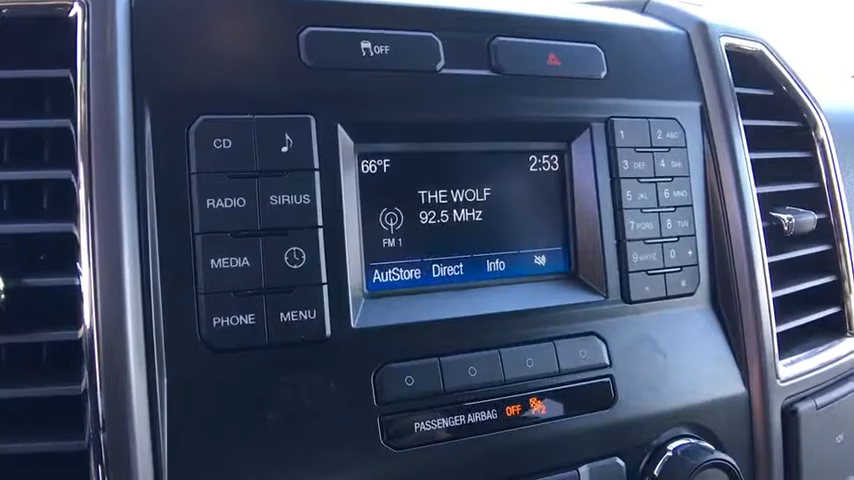 OFF
CD
RADIO SIRIUS
MEDIA
PHONE MENU
66°F 2:53
THE WOLF
92.5 MHz
FM 1
AutStore Direct Info
1 2 ABC
3 DEF 4 GHI
5 JKL 6 MNO
7 PQRS 8 TUV
9 WXYZ 0
PASSENGER AIRBAG OFF 2